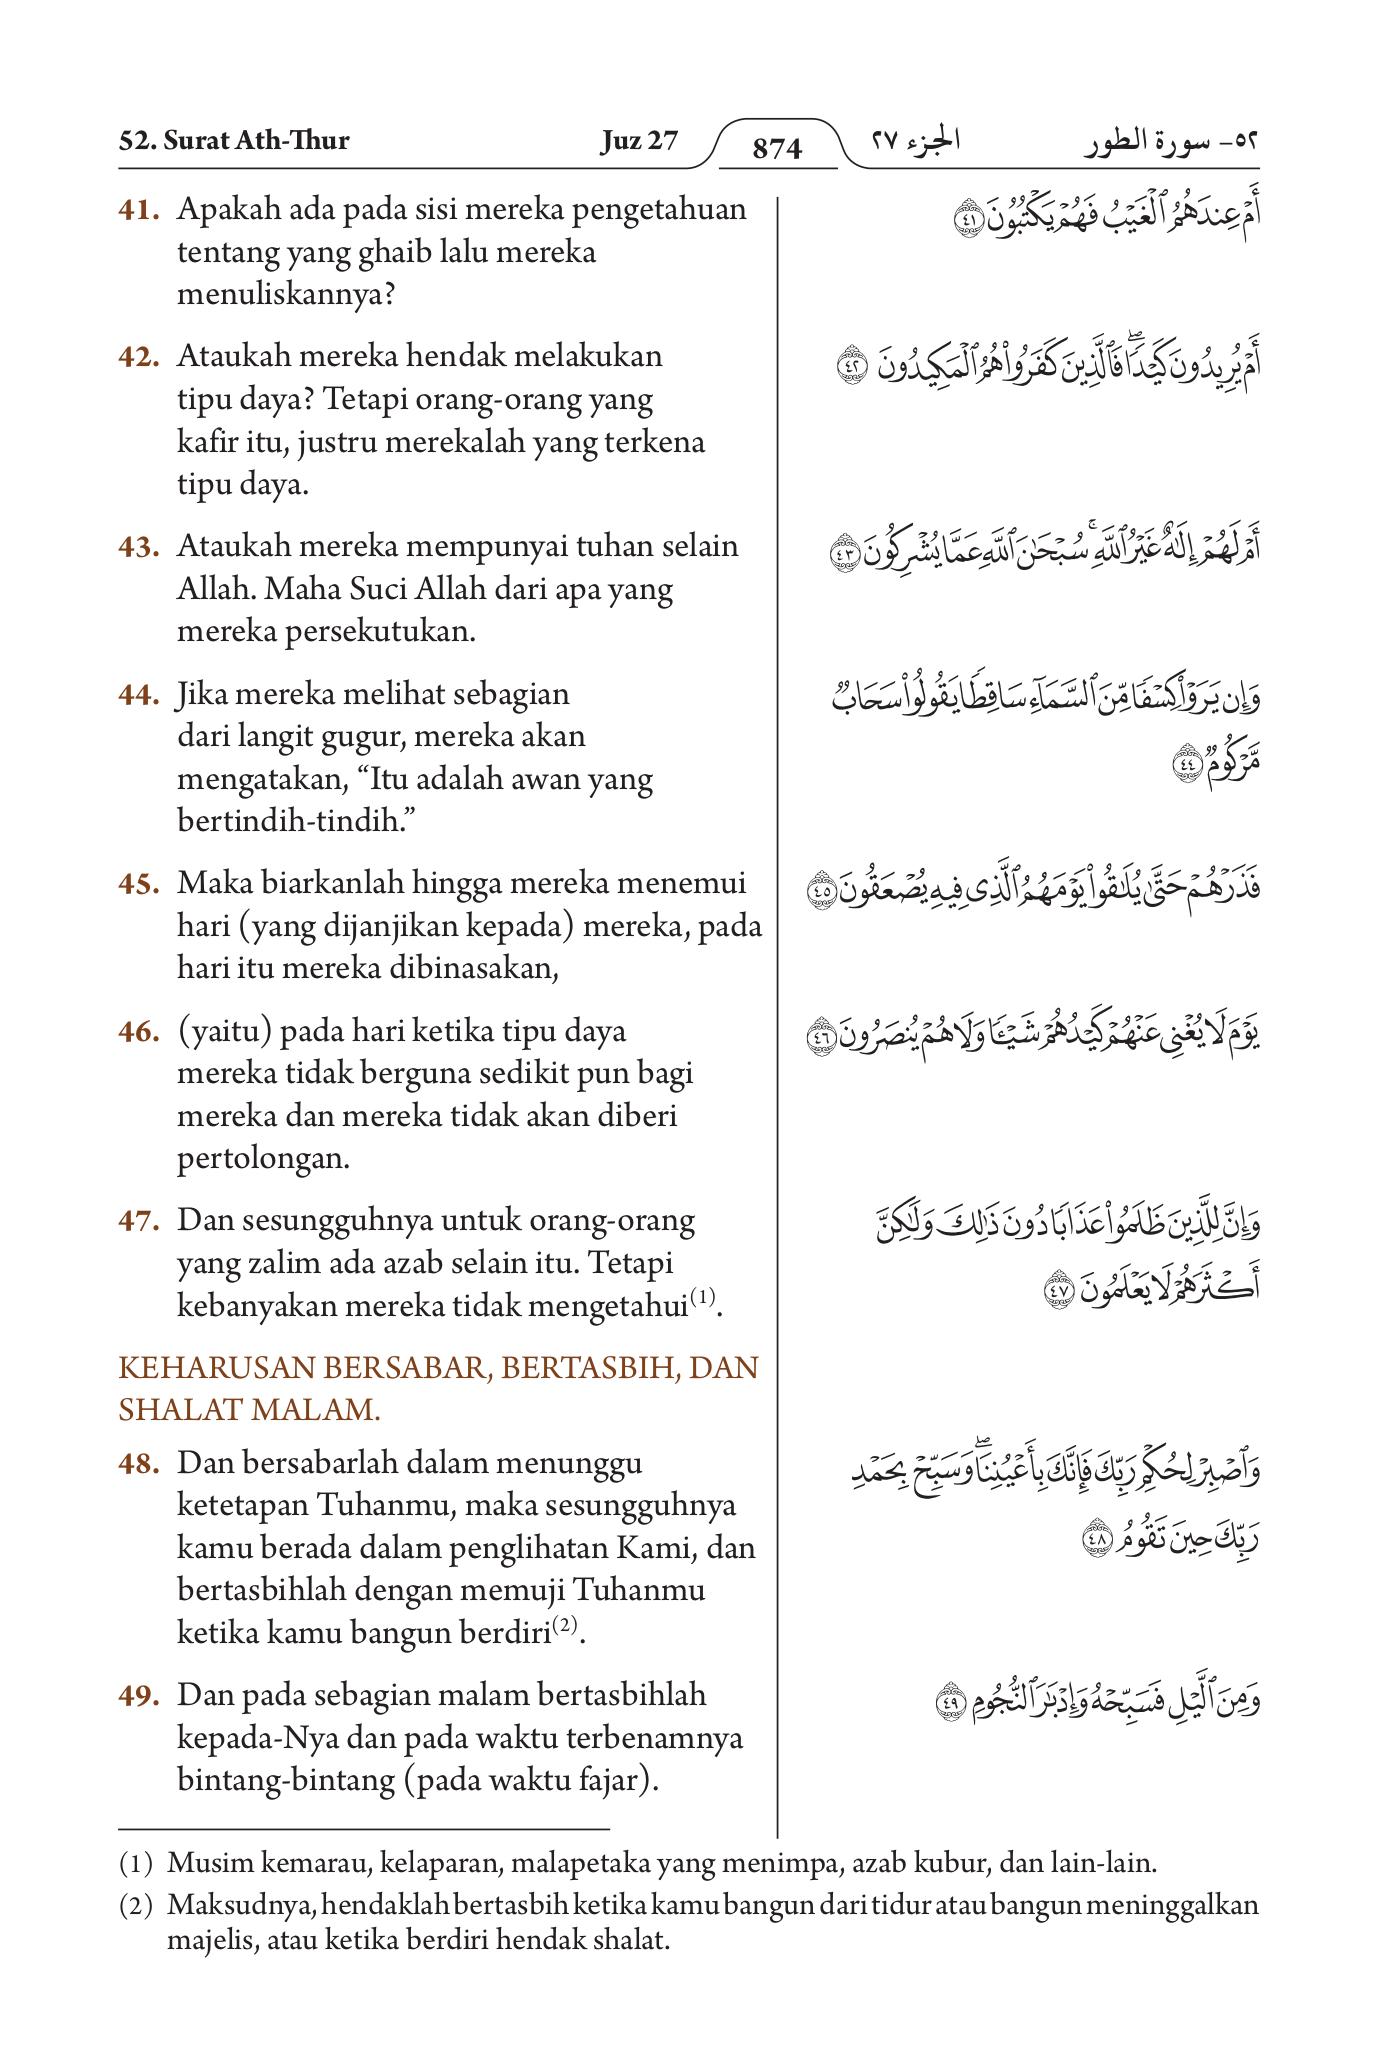 52. Surat Ath-Thur
Juz 27
874
الجزء ٢٧
٥٢- سورة الطور
41. Apakah ada pada sisi mereka pengetahuan
tentang yang ghaib lalu mereka
menuliskannya?
أَمْ عِندَهُمُ ٱلْغَيْبُ فَهُمْ يَكْتُبُونَ ٤١
42. Ataukah mereka hendak melakukan
tipu daya? Tetapi orang-orang yang
kafir itu, justru merekalah yang terkena
tipu daya.
أَمْ يُرِيدُونَ كَيْدًا ۖ فَٱلَّذِينَ كَفَرُوا۟ هُمُ ٱلْمَكِيدُونَ ٤٢
43. Ataukah mereka mempunyai tuhan selain
Allah. Maha Suci Allah dari apa yang
mereka persekutukan.
أَمْ لَهُمْ إِلَـٰهٌ غَيْرُ ٱللَّهِ ۚ سُبْحَـٰنَ ٱللَّهِ عَمَّا يُشْرِكُونَ ٤٣
44. Jika mereka melihat sebagian
dari langit gugur, mereka akan
mengatakan, “Itu adalah awan yang
bertindih-tindih.”
وَإِن يَرَوْا۟ كِسْفًا مِّنَ ٱلسَّمَآءِ سَاقِطًا يَقُولُوا۟ سَحَابٌ
مَّرْكُومٌ ٤٤
45. Maka biarkanlah hingga mereka menemui
hari (yang dijanjikan kepada) mereka, pada
hari itu mereka dibinasakan,
فَذَرْهُمْ حَتَّىٰ يُلَـٰقُوا۟ يَوْمَهُمُ ٱلَّذِى فِيهِ يُصْعَقُونَ ٤٥
46. (yaitu) pada hari ketika tipu daya
mereka tidak berguna sedikit pun bagi
mereka dan mereka tidak akan diberi
pertolongan.
يَوْمَ لَا يُغْنِى عَنْهُمْ كَيْدُهُمْ شَيْـًٔا وَلَا هُمْ يُنصَرُونَ ٤٦
47. Dan sesungguhnya untuk orang-orang
yang zalim ada azab selain itu. Tetapi
kebanyakan mereka tidak mengetahui(1).
وَإِنَّ لِلَّذِينَ ظَلَمُوا۟ عَذَابًا دُونَ ذَٰلِكَ وَلَـٰكِنَّ
أَكْثَرَهُمْ لَا يَعْلَمُونَ ٤٧
KEHARUSAN BERSABAR, BERTASBIH, DAN
SHALAT MALAM.
48. Dan bersabarlah dalam menunggu
ketetapan Tuhanmu, maka sesungguhnya
kamu berada dalam penglihatan Kami, dan
bertasbihlah dengan memuji Tuhanmu
ketika kamu bangun berdiri(2).
وَٱصْبِرْ لِحُكْمِ رَبِّكَ فَإِنَّكَ بِأَعْيُنِنَا ۖ وَسَبِّحْ بِحَمْدِ
رَبِّكَ حِينَ تَقُومُ ٤٨
49. Dan pada sebagian malam bertasbihlah
kepada-Nya dan pada waktu terbenamnya
bintang-bintang (pada waktu fajar).
وَمِنَ ٱلَّيْلِ فَسَبِّحْهُ وَإِدْبَـٰرَ ٱلنُّجُومِ ٤٩
(1) Musim kemarau, kelaparan, malapetaka yang menimpa, azab kubur, dan lain-lain.
(2) Maksudnya, hendaklah bertasbih ketika kamu bangun dari tidur atau bangun meninggalkan
majelis, atau ketika berdiri hendak shalat.